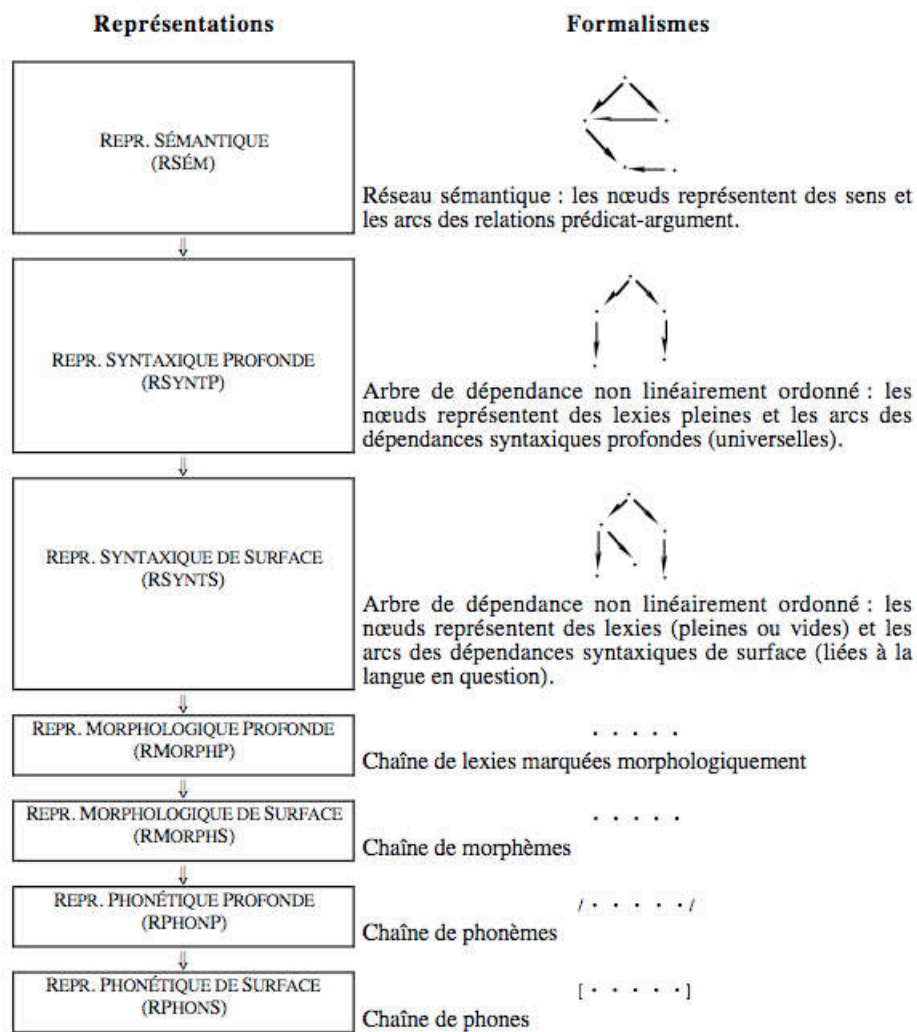 Représentations
Formalismes
REPR. SÉMANTIQUE
(RSÉM)
Réseau sémantique : les nœuds représentent des sens et
les arcs des relations prédicat-argument.
⇓
REPR. SYNTAXIQUE PROFONDE
(RSYNTP)
Arbre de dépendance non linéairement ordonné : les
nœuds représentent des lexies pleines et les arcs des
dépendances syntaxiques profondes (universelles).
⇓
REPR. SYNTAXIQUE DE SURFACE
(RSYNTS)
Arbre de dépendance non linéairement ordonné : les
nœuds représentent des lexies (pleines ou vides) et les
arcs des dépendances syntaxiques de surface (liées à la
langue en question).
⇓
REPR. MORPHOLOGIQUE PROFONDE
(RMORPHP)
· · · · ·
Chaîne de lexies marquées morphologiquement
⇓
REPR. MORPHOLOGIQUE DE SURFACE
(RMORPHS)
· · · · ·
Chaîne de morphèmes
⇓
REPR. PHONÉTIQUE PROFONDE
(RPHONP)
/ · · · · · /
Chaîne de phonèmes
⇓
REPR. PHONÉTIQUE DE SURFACE
(RPHONS)
[ · · · · · ]
Chaîne de phones